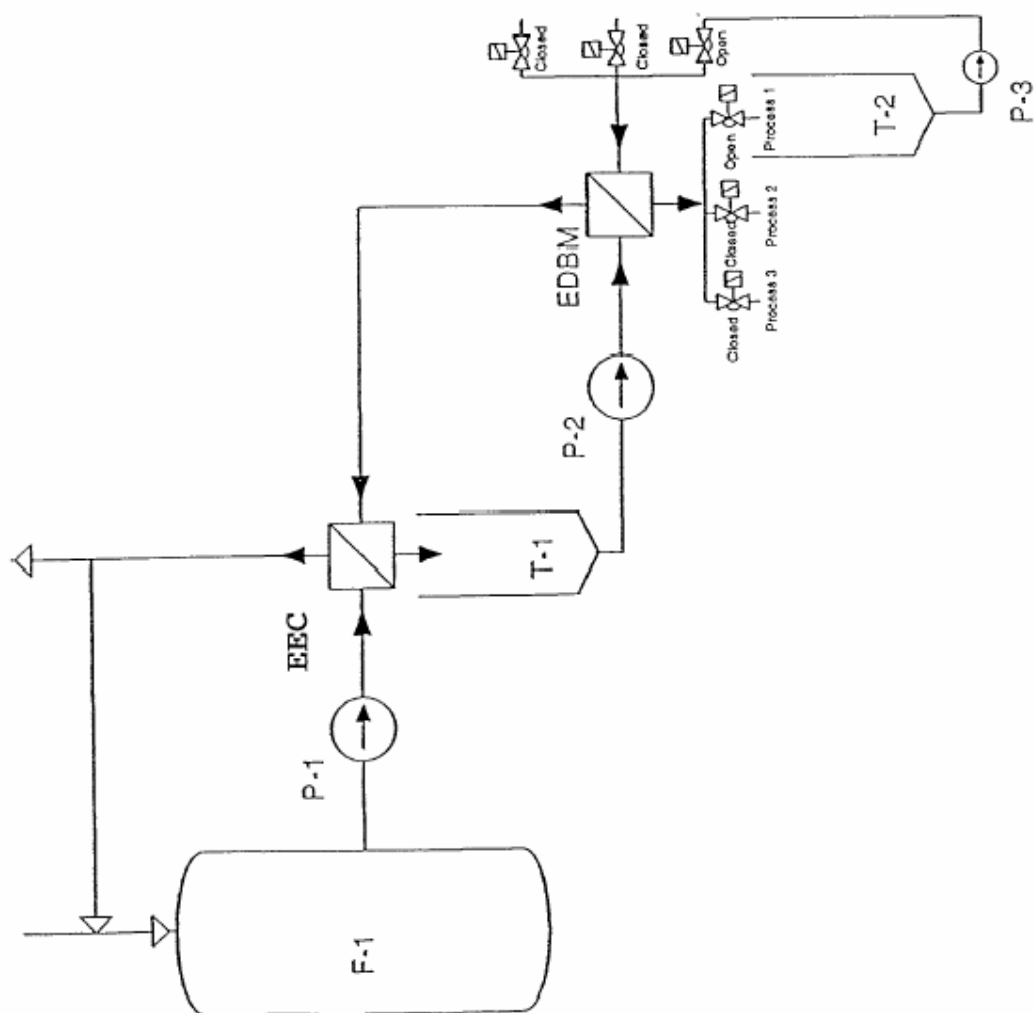 Closed
Closed
Open
P-3
T-2
Process 1
Open
Process 2
Closed
Process 3
Closed
EDBM
P-2
T-1
EEC
P-1
F-1